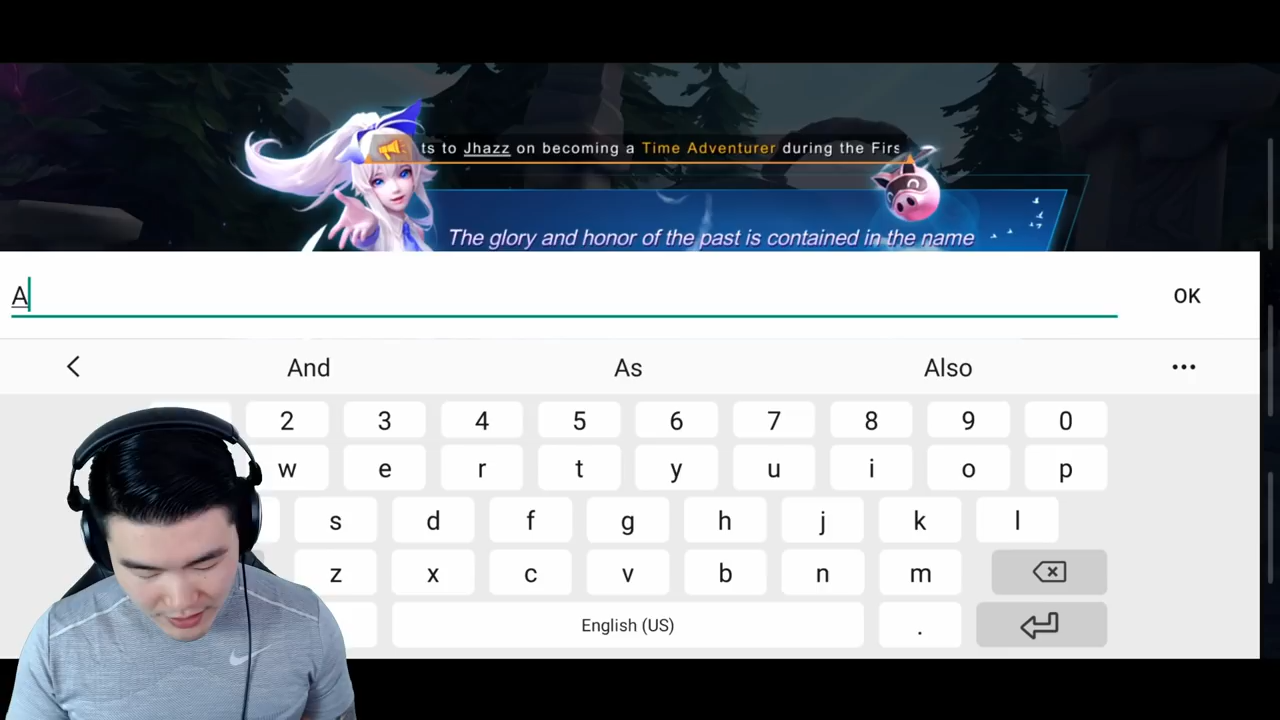 ts to Jhazz on becoming a Time Adventurer during the Firs
The glory and honor of the past is contained in the name
A
OK
And As Also
2 3 4 5 6 7 8 9 0
w e r t y u i o p
s d f g h j k l
z x c v b n m
English (US) .